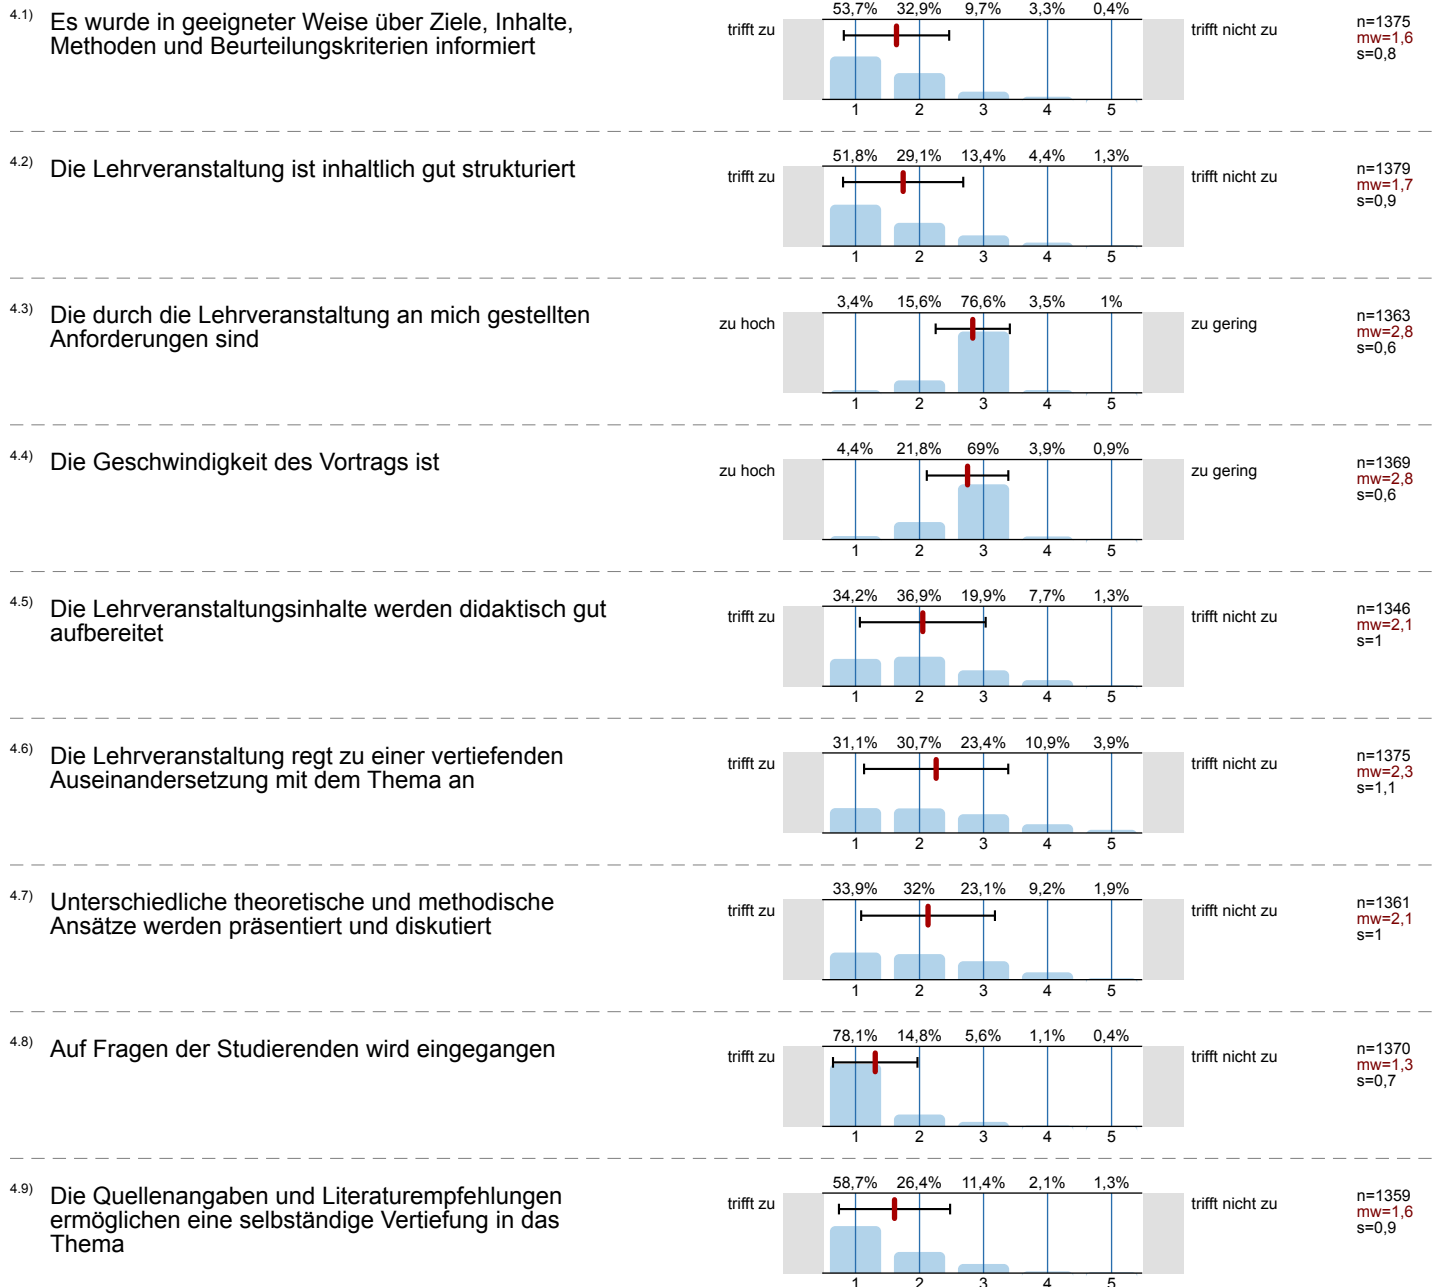 4.1) Es wurde in geeigneter Weise über Ziele, Inhalte,
Methoden und Beurteilungskriterien informiert
trifft zu
53,7% 32,9% 9,7% 3,3% 0,4%
1 2 3 4 5
trifft nicht zu
n=1375
mw=1,6
s=0,8
4.2) Die Lehrveranstaltung ist inhaltlich gut strukturiert
trifft zu
51,8% 29,1% 13,4% 4,4% 1,3%
1 2 3 4 5
trifft nicht zu
n=1379
mw=1,7
s=0,9
4.3) Die durch die Lehrveranstaltung an mich gestellten
Anforderungen sind
zu hoch
3,4% 15,6% 76,6% 3,5% 1%
1 2 3 4 5
zu gering
n=1363
mw=2,8
s=0,6
4.4) Die Geschwindigkeit des Vortrags ist
zu hoch
4,4% 21,8% 69% 3,9% 0,9%
1 2 3 4 5
zu gering
n=1369
mw=2,8
s=0,6
4.5) Die Lehrveranstaltungsinhalte werden didaktisch gut
aufbereitet
trifft zu
34,2% 36,9% 19,9% 7,7% 1,3%
1 2 3 4 5
trifft nicht zu
n=1346
mw=2,1
s=1
4.6) Die Lehrveranstaltung regt zu einer vertiefenden
Auseinandersetzung mit dem Thema an
trifft zu
31,1% 30,7% 23,4% 10,9% 3,9%
1 2 3 4 5
trifft nicht zu
n=1375
mw=2,3
s=1,1
4.7) Unterschiedliche theoretische und methodische
Ansätze werden präsentiert und diskutiert
trifft zu
33,9% 32% 23,1% 9,2% 1,9%
1 2 3 4 5
trifft nicht zu
n=1361
mw=2,1
s=1
4.8) Auf Fragen der Studierenden wird eingegangen
trifft zu
78,1% 14,8% 5,6% 1,1% 0,4%
1 2 3 4 5
trifft nicht zu
n=1370
mw=1,3
s=0,7
4.9) Die Quellenangaben und Literaturempfehlungen
ermöglichen eine selbständige Vertiefung in das
Thema
trifft zu
58,7% 26,4% 11,4% 2,1% 1,3%
1 2 3 4 5
trifft nicht zu
n=1359
mw=1,6
s=0,9